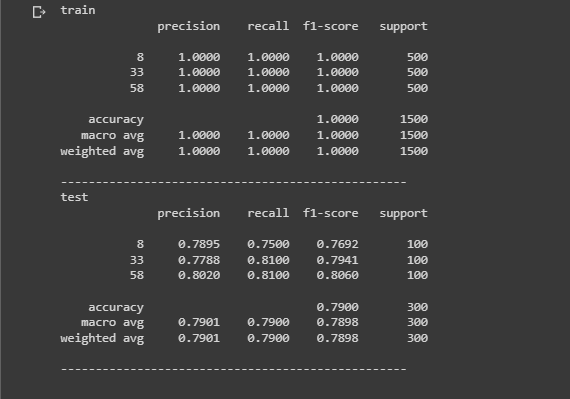 train
precision recall f1-score support
8 1.0000 1.0000 1.0000 500
33 1.0000 1.0000 1.0000 500
58 1.0000 1.0000 1.0000 500
accuracy 1.0000 1500
macro avg 1.0000 1.0000 1.0000 1500
weighted avg 1.0000 1.0000 1.0000 1500
--------------------------------------------------
test
precision recall f1-score support
8 0.7895 0.7500 0.7692 100
33 0.7788 0.8100 0.7941 100
58 0.8020 0.8100 0.8060 100
accuracy 0.7900 300
macro avg 0.7901 0.7900 0.7898 300
weighted avg 0.7901 0.7900 0.7898 300
--------------------------------------------------